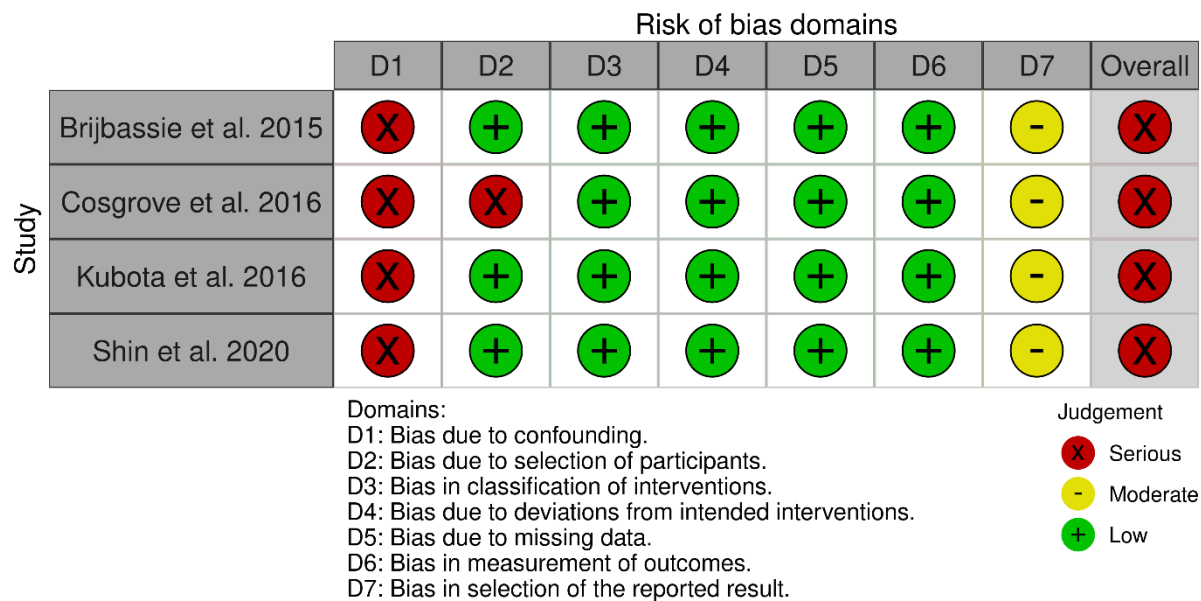 Risk of bias domains
D1 D2 D3 D4 D5 D6 D7 Overall
Study
Brijbassie et al. 2015 X + + + + + - X
Cosgrove et al. 2016 X X + + + + - X
Kubota et al. 2016 X + + + + + - X
Shin et al. 2020 X + + + + + - X
Domains:
D1: Bias due to confounding.
D2: Bias due to selection of participants.
D3: Bias in classification of interventions.
D4: Bias due to deviations from intended interventions.
D5: Bias due to missing data.
D6: Bias in measurement of outcomes.
D7: Bias in selection of the reported result.
Judgement
X Serious
- Moderate
+ Low